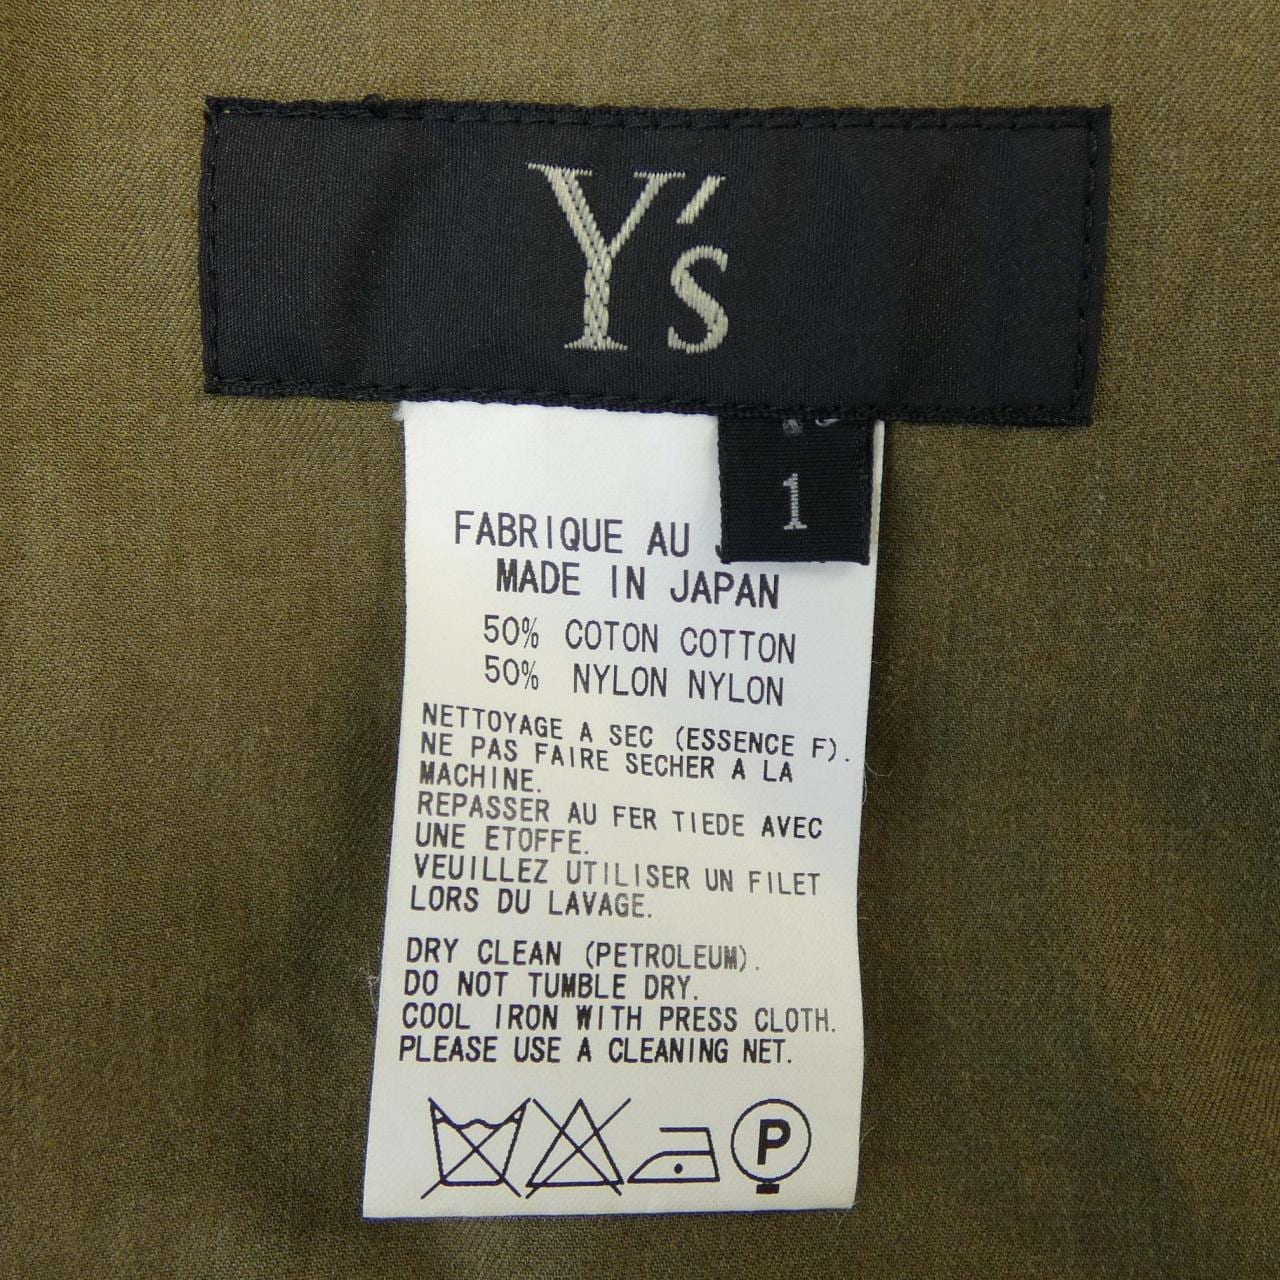 Y's
1
FABRIQUE AU
MADE IN JAPAN
50% COTON COTTON
50% NYLON NYLON
NETTOYAGE A SEC (ESSENCE F).
NE PAS FAIRE SECHER A LA
MACHINE.
REPASSER AU FER TIEDE AVEC
UNE ETOFFE.
VEUILLEZ UTILISER UN FILET
LORS DU LAVAGE.
DRY CLEAN (PETROLEUM).
DO NOT TUMBLE DRY.
COOL IRON WITH PRESS CLOTH.
PLEASE USE A CLEANING NET.
P